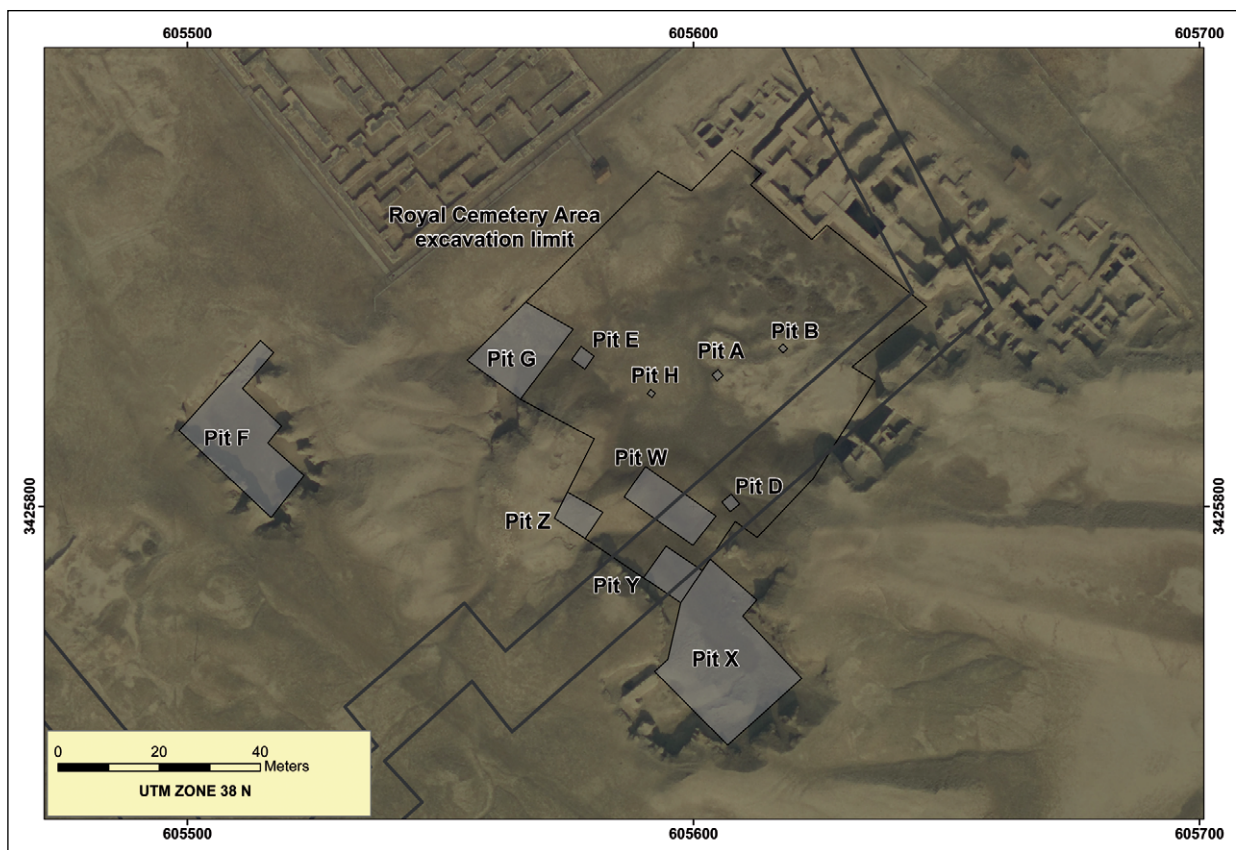 605500
605600
605700
Royal Cemetery Area
excavation limit
Pit B
Pit E
Pit A
Pit G
Pit H
Pit F
Pit W
Pit D
3425800
3425800
Pit Z
Pit Y
Pit X
0
20
40
Meters
UTM ZONE 38 N
605500
605600
605700